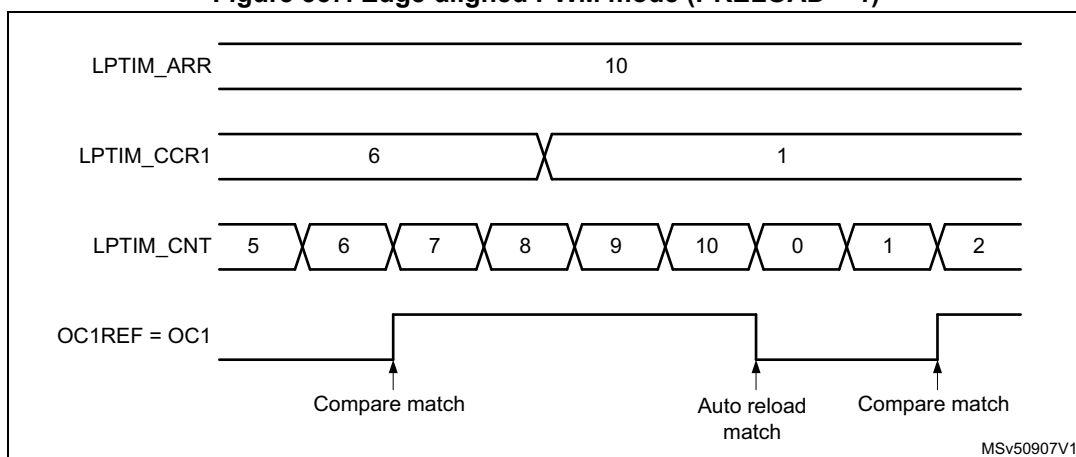 Figure Edge-aligned PWM mode (PRELOAD = 1)
LPTIM_ARR 10
LPTIM_CCR1 6 1
LPTIM_CNT 5 6 7 8 9 10 0 1 2
OC1REF = OC1
Compare match Auto reload Compare match
match
MSv50907V1